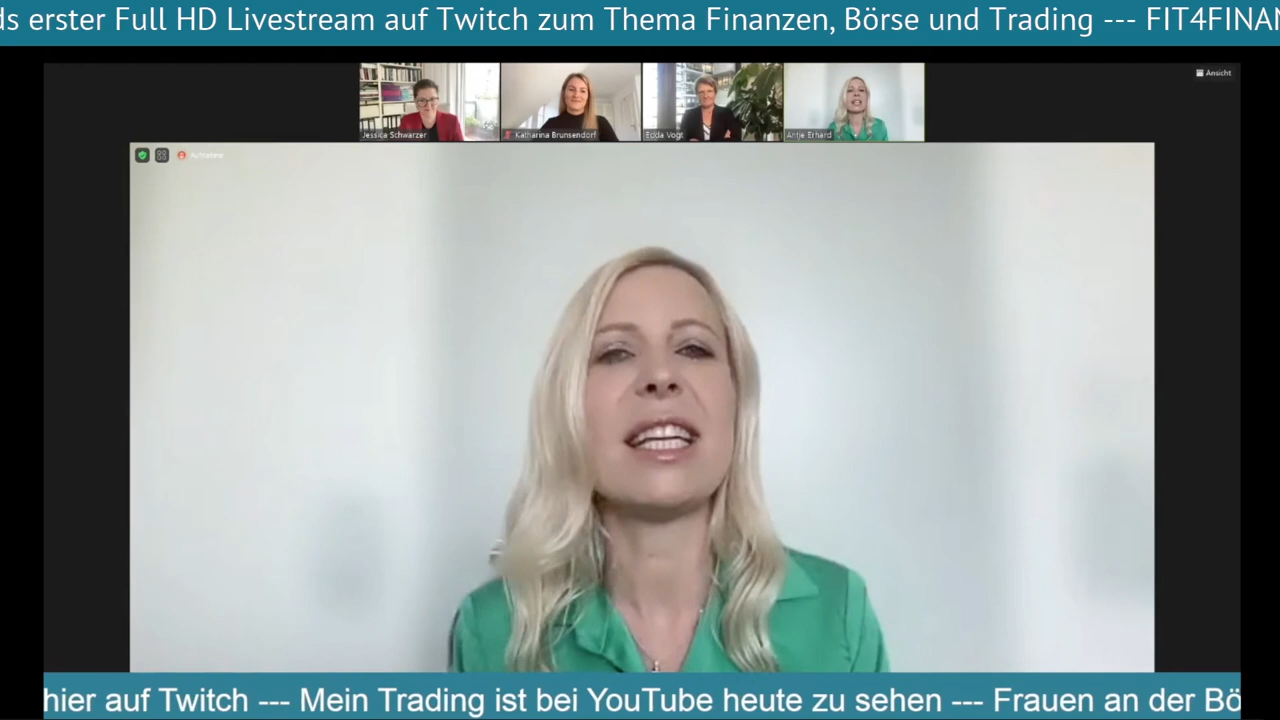 ds erster Full HD Livestream auf Twitch zum Thema Finanzen, Börse und Trading --- FIT4FINAN
Ansicht
Jessica Schwarzer
Katharina Brunsendorf
Edda Vogt
Antje Erhard
Aufnahme
hier auf Twitch --- Mein Trading ist bei YouTube heute zu sehen --- Frauen an der Bö